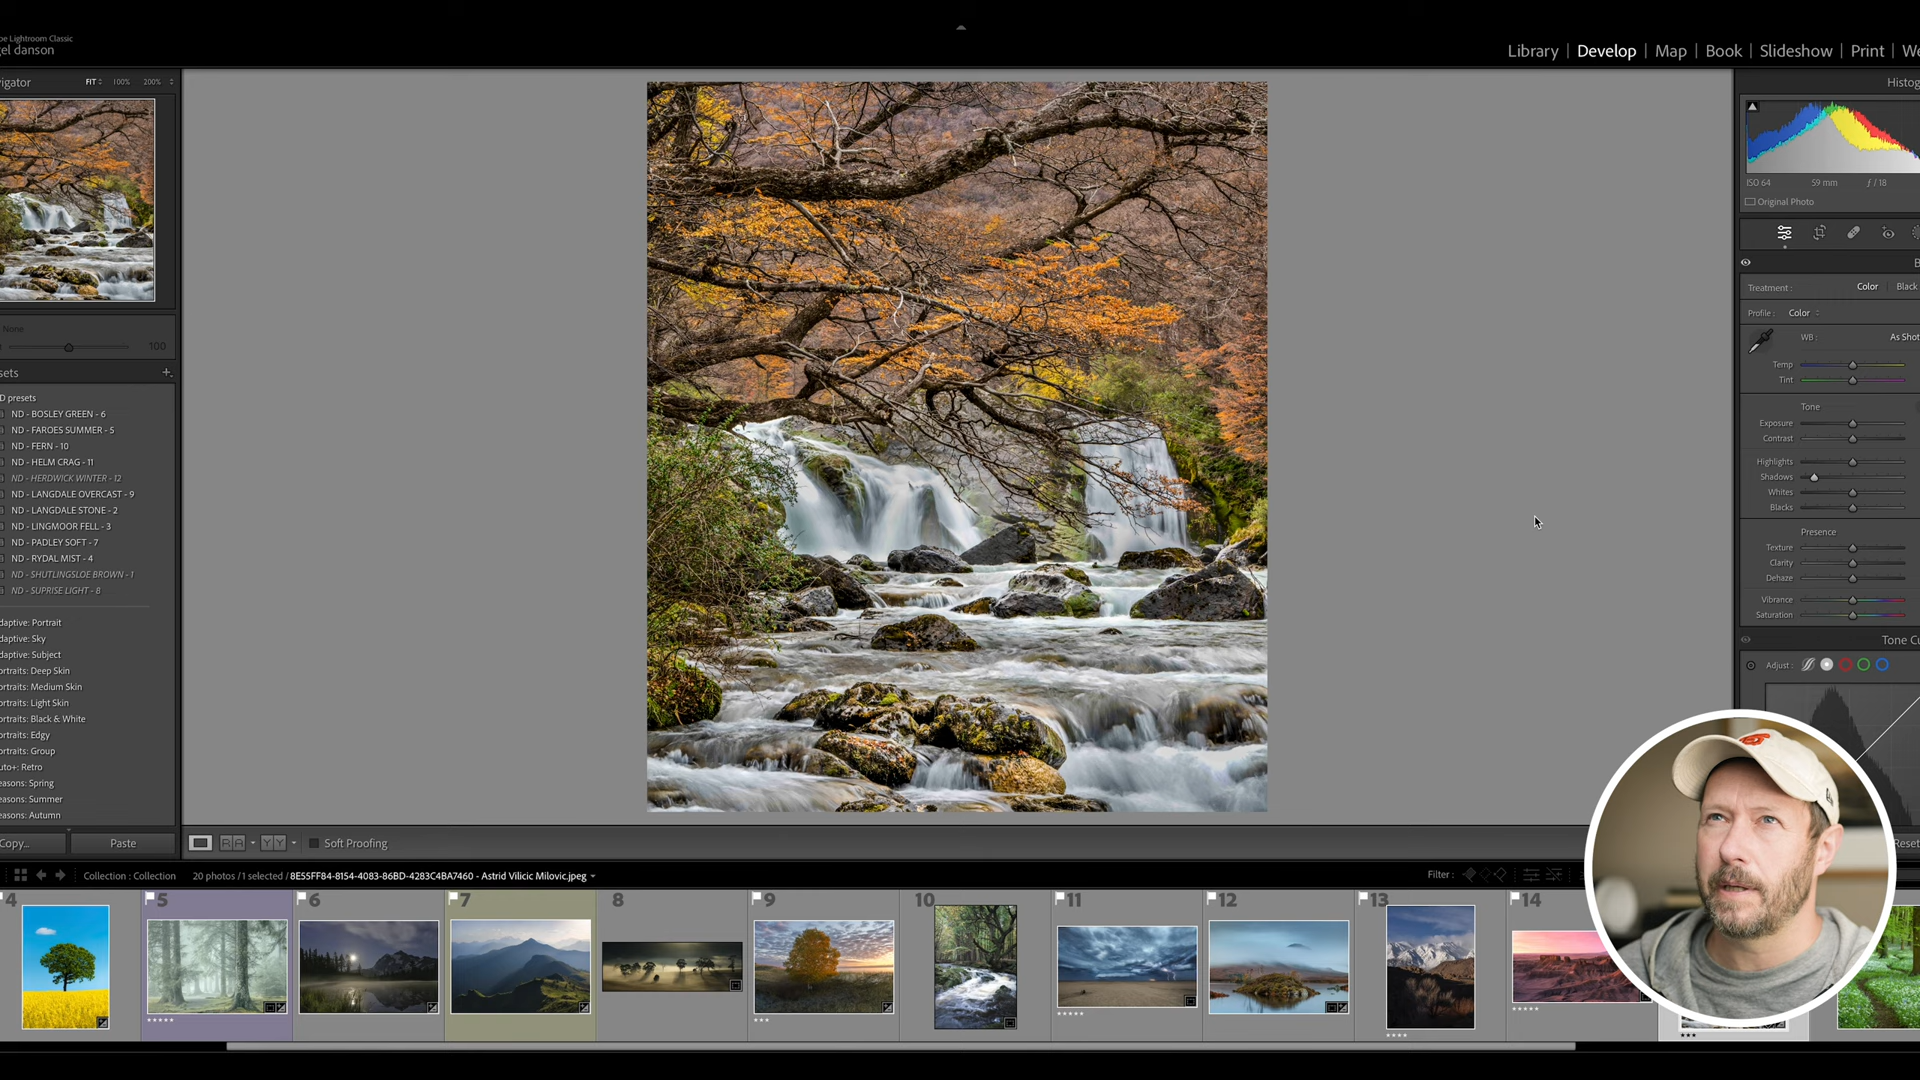 be Lightroom Classic
gel danson
Library | Develop | Map | Book | Slideshow | Print | We
vigator
FIT
100%
200%
Histog
ISO 64
59 mm
f / 18
Original Photo
None
100
sets
+
D presets
ND - BOSLEY GREEN - 6
ND - FAROES SUMMER - 5
ND - FERN - 10
ND - HELM CRAG - 11
ND - HERDWICK WINTER - 12
ND - LANGDALE OVERCAST - 9
ND - LANGDALE STONE - 2
ND - LINGMOOR FELL - 3
ND - PADLEY SOFT - 7
ND - RYDAL MIST - 4
ND - SHUTLINGSLOE BROWN - 1
ND - SUPRISE LIGHT - 8
daptive: Portrait
daptive: Sky
daptive: Subject
ortraits: Deep Skin
ortraits: Medium Skin
ortraits: Light Skin
ortraits: Black & White
ortraits: Edgy
ortraits: Group
uto+: Retro
easons: Spring
easons: Summer
easons: Autumn
Copy...
Paste
B
Treatment :
Color
Black
Profile :
Color
WB :
As Shot
Temp
Tint
Tone
Exposure
Contrast
Highlights
Shadows
Whites
Blacks
Presence
Texture
Clarity
Dehaze
Vibrance
Saturation
Tone Cu
Adjust :
Reset
R A
Y Y
Soft Proofing
Collection : Collection
20 photos /1 selected / 8E55FF84-8154-4083-86BD-4283C4BA7460 - Astrid Vilicic Milovic.jpeg
Filter :
4
5
6
7
8
9
10
11
12
13
14